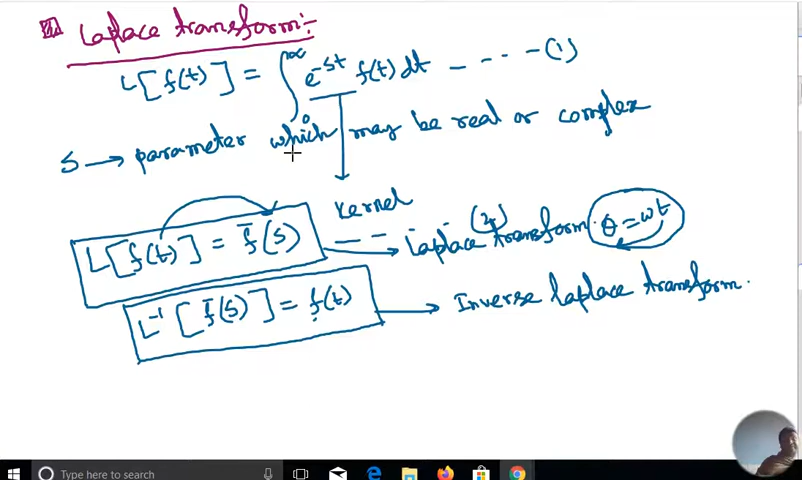 Laplace transform:-
L[f(t)] = ∫₀^∞ e^-st f(t) dt - - - - (1)
S → parameter which may be real or complex
Kernel
L[f(t)] = f̄(s) - - - - (2) → Laplace transform. θ = ωt
L⁻¹[f̄(s)] = f(t) → Inverse laplace transform.
Type here to search